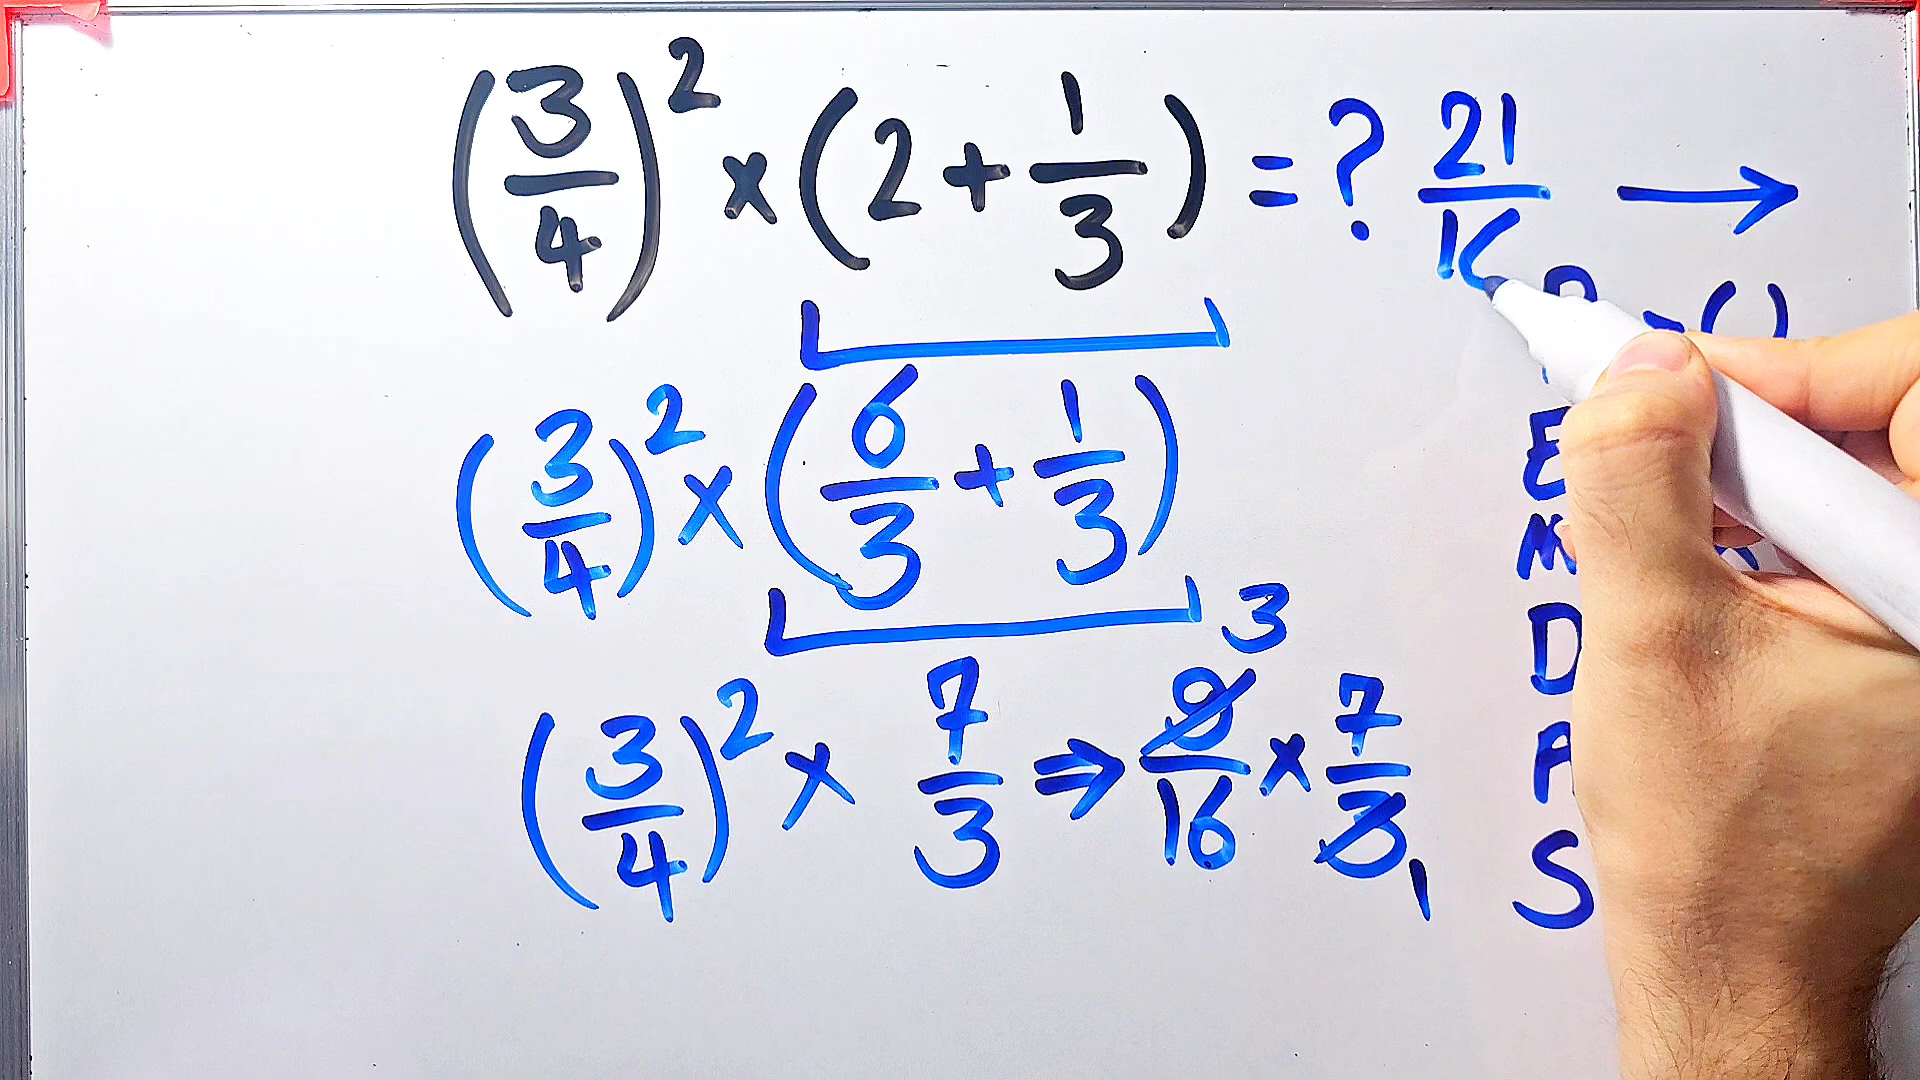 (3/4)² × (2 + 1/3) = ? 21/16 →
P → ()
E
(3/4)² × (6/3 + 1/3)
M
D
3
(3/4)² × 7/3 ⇒ 9/16 × 7/3
A
1
S